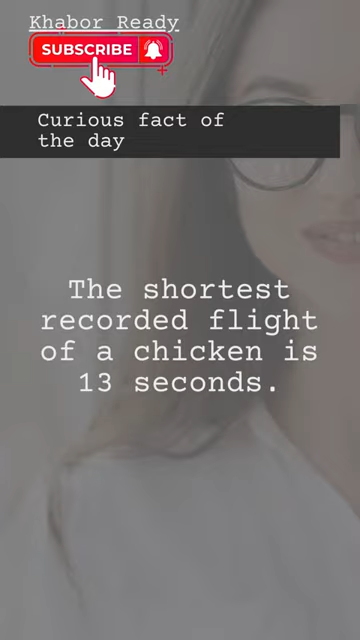 Khabor Ready
SUBSCRIBE
Curious fact of
the day
The shortest
recorded flight
of a chicken is
13 seconds.